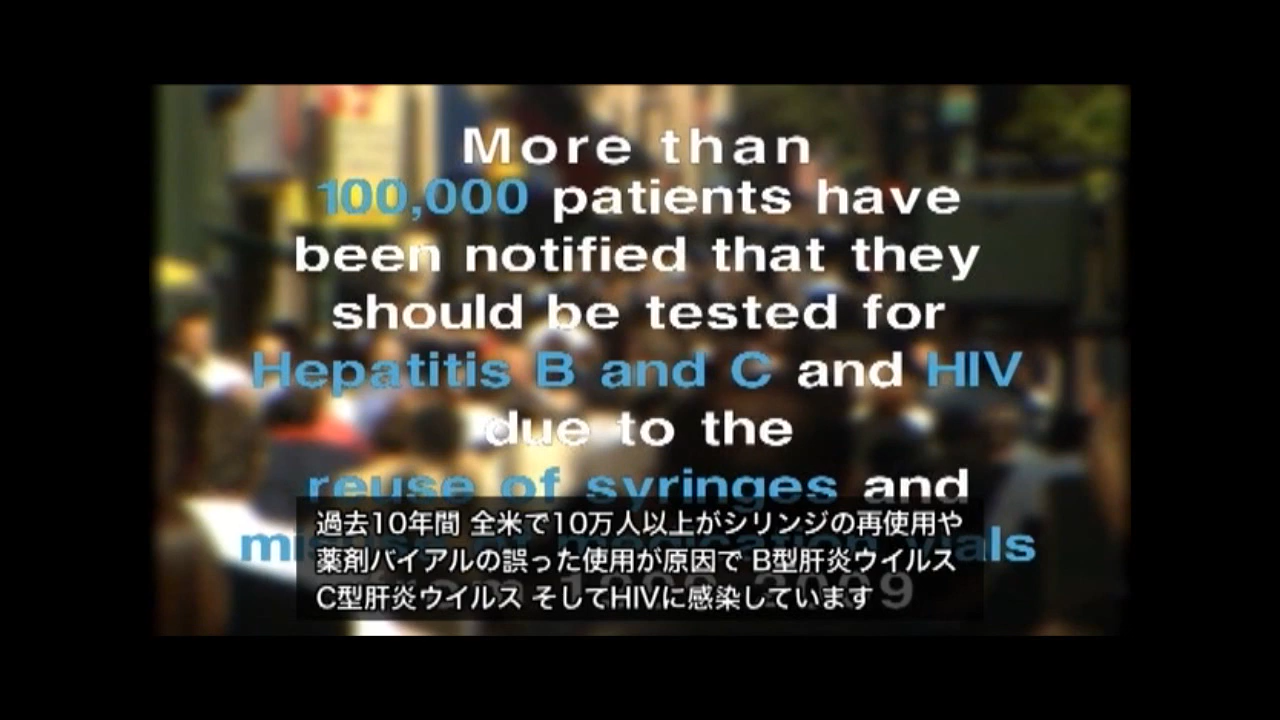 More than
100,000 patients have
been notified that they
should be tested for
Hepatitis B and C and HIV
due to the
reuse of syringes and
過去10年間 全米で10万人以上がシリンジの再使用や
薬剤バイアルの誤った使用が原因で B型肝炎ウイルス
C型肝炎ウイルス そしてHIVに感染しています